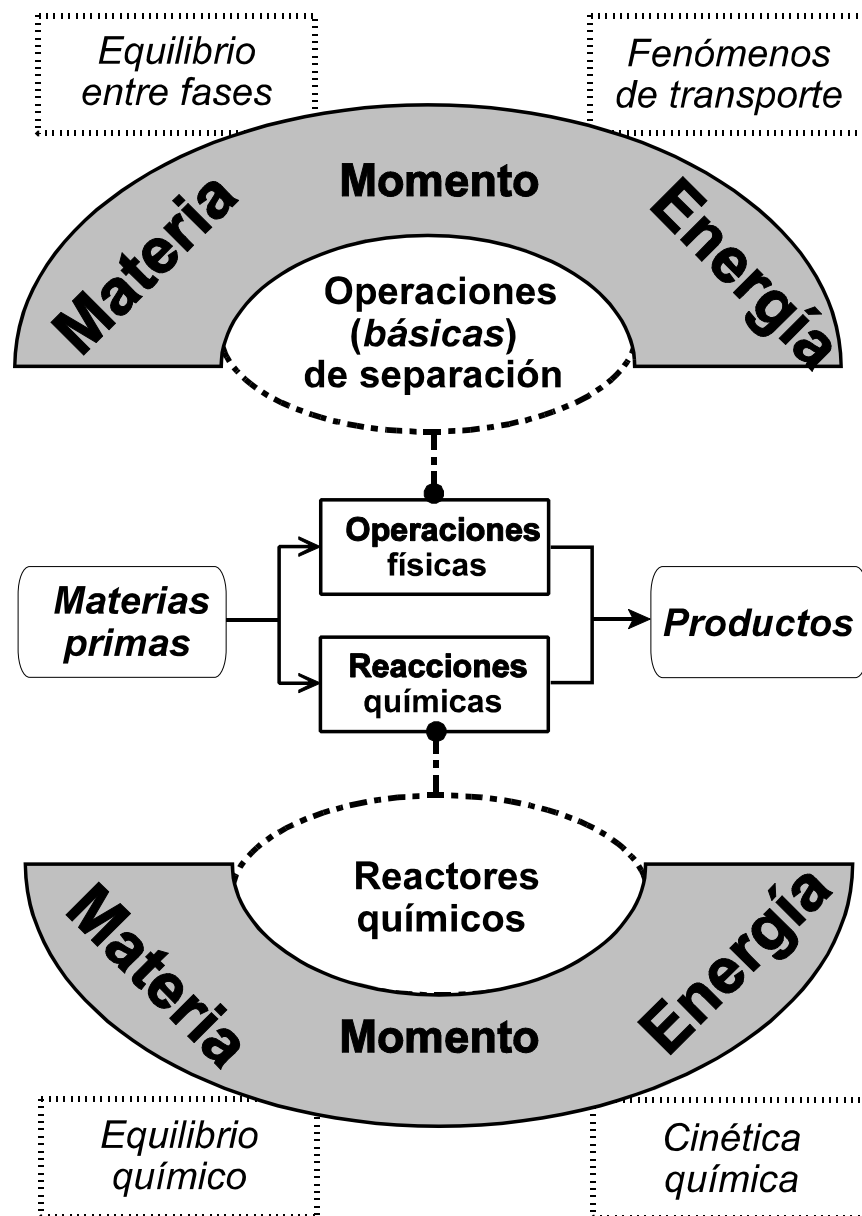 Equilibrio
entre fases
Fenómenos
de transporte
Materia
Momento
Energía
Operaciones
(básicas)
de separación
Operaciones
físicas
Materias
primas
Productos
Reacciones
químicas
Reactores
químicos
Materia
Momento
Energía
Equilibrio
químico
Cinética
química